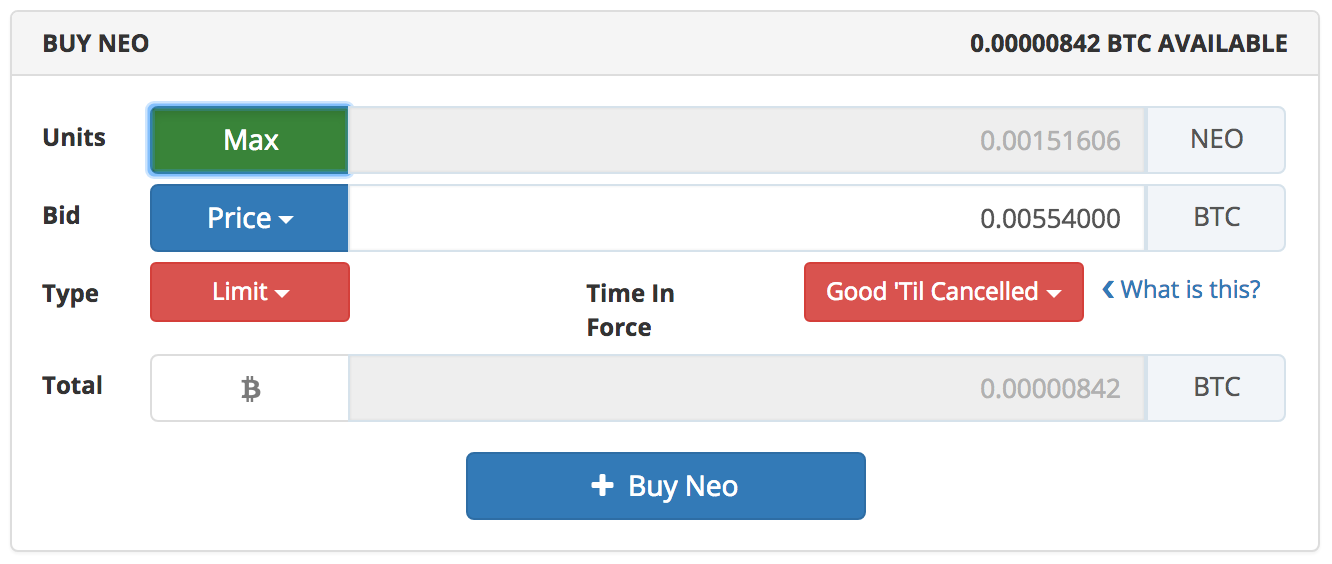 BUY NEO 0.00000842 BTC AVAILABLE
Units Max 0.00151606 NEO
Bid Price 0.00554000 BTC
Type Limit Time In Force Good 'Til Cancelled What is this?
Total 0.00000842 BTC
Buy Neo